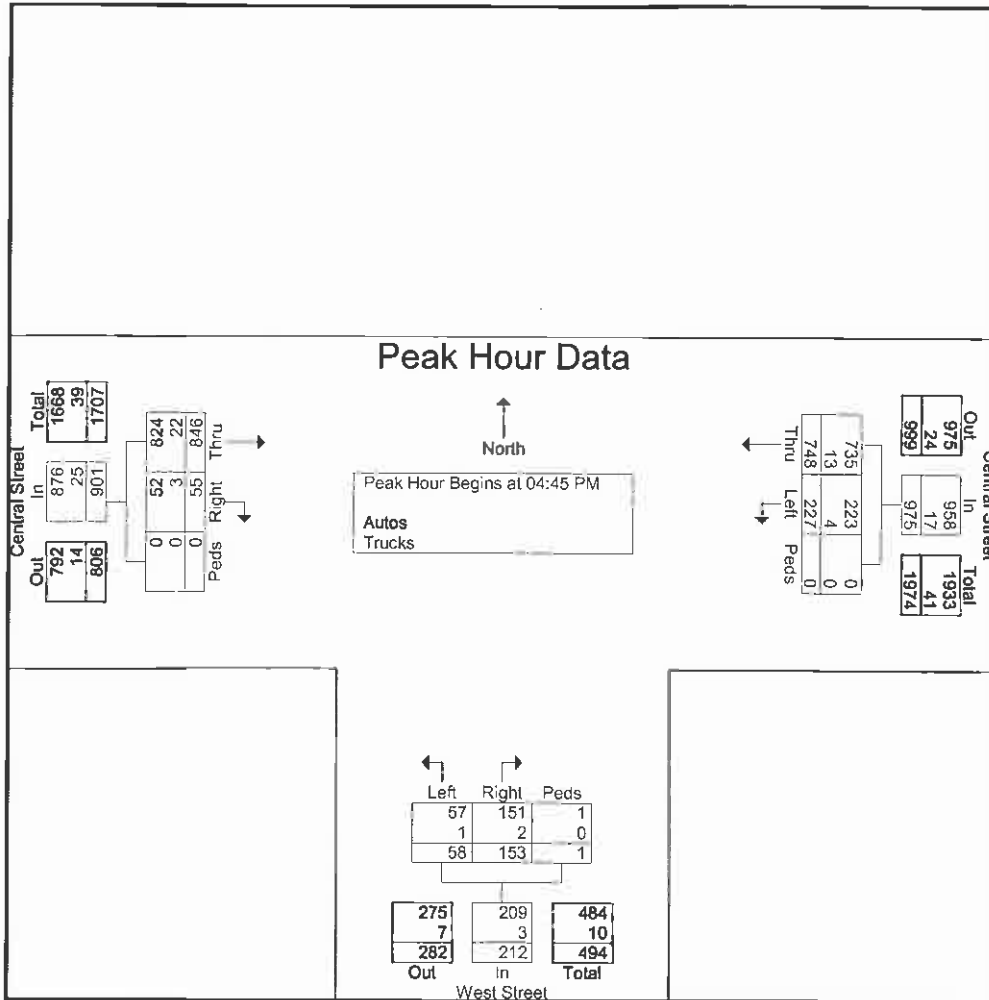 Peak Hour Data
North
Peak Hour Begins at 04:45 PM
Autos
Trucks
Central Street
Total
1668
39
1707
In
876
25
901
Out
792
14
806
Thru
824
22
846
Right
52
3
55
Peds
0
0
0
Central Street
Out
975
24
999
In
958
17
975
Total
1933
41
1974
Thru
735
13
748
Left
223
4
227
Peds
0
0
0
Left Right Peds
57 151 1
1 2 0
58 153 1
275 209 484
7 3 10
282 212 494
Out In Total
West Street